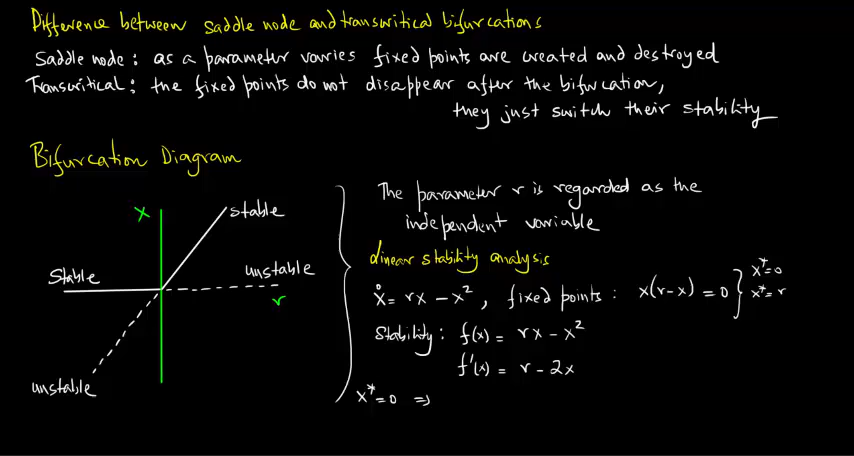 Difference between saddle node and transcritical bifurcations
Saddle node : as a parameter varies fixed points are created and destroyed
Transcritical : the fixed points do not disappear after the bifurcation,
they just switch their stability
Bifurcation Diagram
x
stable
stable
unstable
r
unstable
The parameter r is regarded as the
independent variable
linear stability analysis
ẋ = rx − x², fixed points : x(r−x) = 0 } x*=0
x*=r
Stability : f(x) = rx − x²
f'(x) = r − 2x
x*=0 ⇒